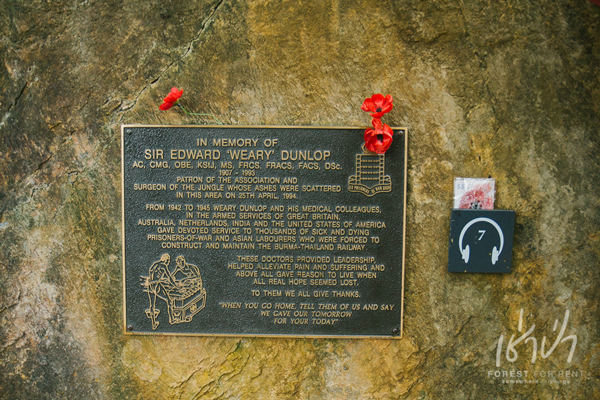 IN MEMORY OF
SIR EDWARD 'WEARY' DUNLOP
AC, CMG, OBE, KStJ, MS, FRCS, FRACS, FACS, DSc.
1907 - 1993
PATRON OF THE ASSOCIATION AND
SURGEON OF THE JUNGLE WHOSE ASHES WERE SCATTERED
IN THIS AREA ON 25TH APRIL, 1994.
FROM 1942 TO 1945 WEARY DUNLOP AND HIS MEDICAL COLLEAGUES,
IN THE ARMED SERVICES OF GREAT BRITAIN,
AUSTRALIA, NETHERLANDS, INDIA AND THE UNITED STATES OF AMERICA
GAVE DEVOTED SERVICE TO THOUSANDS OF SICK AND DYING
PRISONERS-OF-WAR AND ASIAN LABOURERS WHO WERE FORCED TO
CONSTRUCT AND MAINTAIN THE BURMA-THAILAND RAILWAY
THESE DOCTORS PROVIDED LEADERSHIP,
HELPED ALLEVIATE PAIN AND SUFFERING AND
ABOVE ALL GAVE REASON TO LIVE WHEN
ALL REAL HOPE SEEMED LOST.
TO THEM WE ALL GIVE THANKS.
"WHEN YOU GO HOME, TELL THEM OF US AND SAY
WE GAVE OUR TOMORROW
- FOR YOUR TODAY"
7
เช่าป่า
FOREST FOR RENT